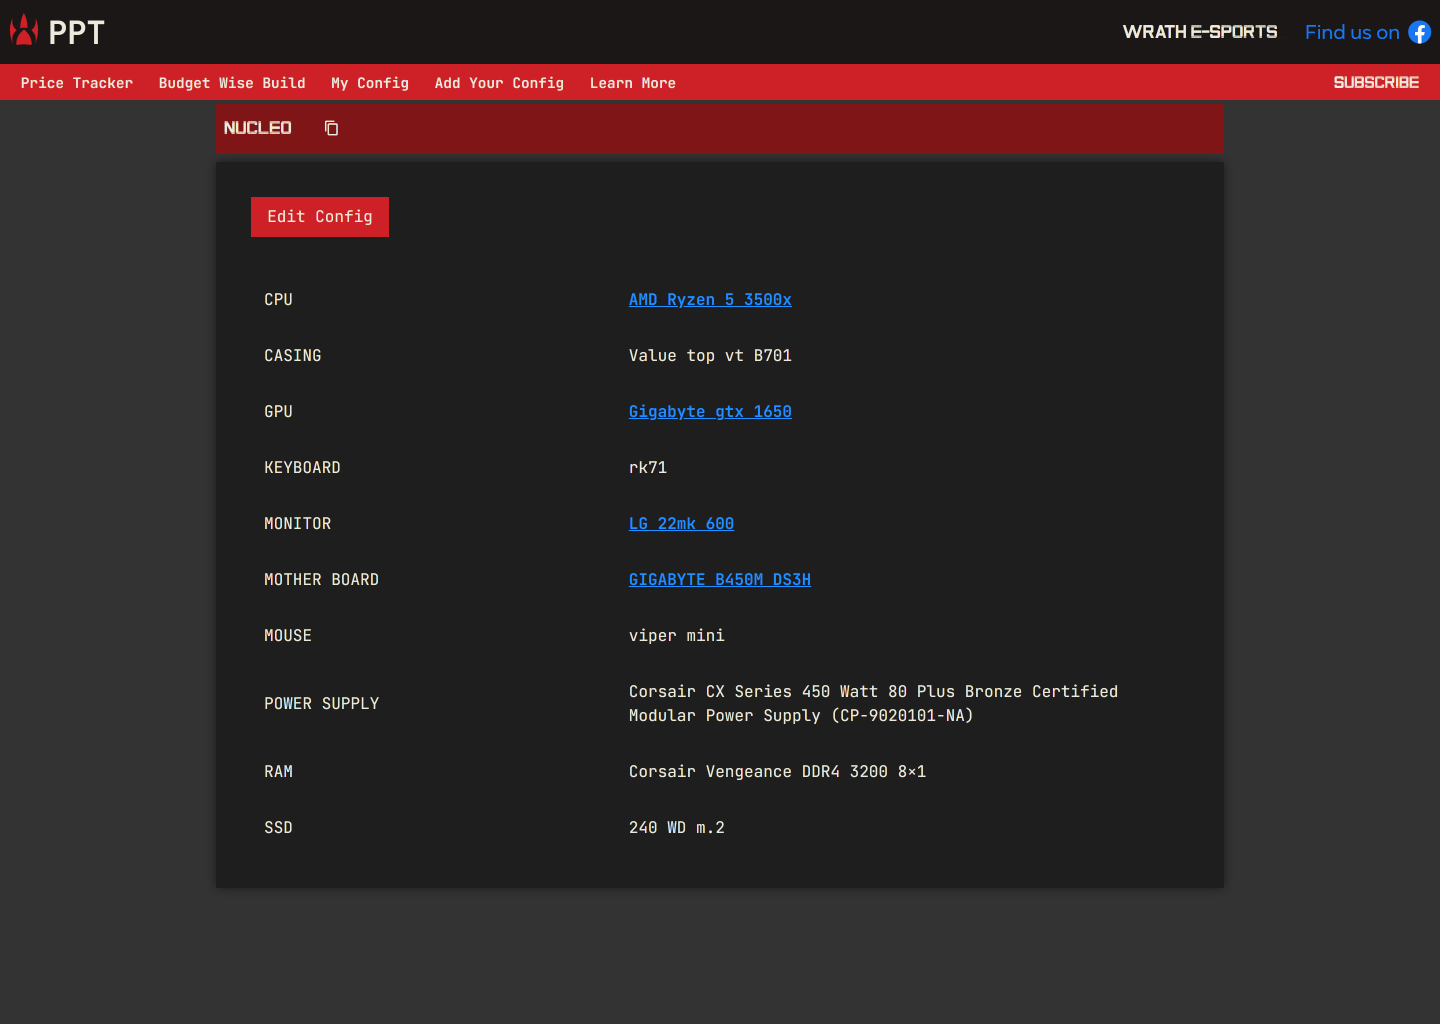 PPT
WRATH E-SPORTS
Find us on
Price Tracker
Budget Wise Build
My Config
Add Your Config
Learn More
SUBSCRIBE
NUCLEO
Edit Config
CPU
AMD Ryzen 5 3500x
CASING
Value top vt B701
GPU
Gigabyte gtx 1650
KEYBOARD
rk71
MONITOR
LG 22mk 600
MOTHER BOARD
GIGABYTE B450M DS3H
MOUSE
viper mini
POWER SUPPLY
Corsair CX Series 450 Watt 80 Plus Bronze Certified
Modular Power Supply (CP-9020101-NA)
RAM
Corsair Vengeance DDR4 3200 8×1
SSD
240 WD m.2